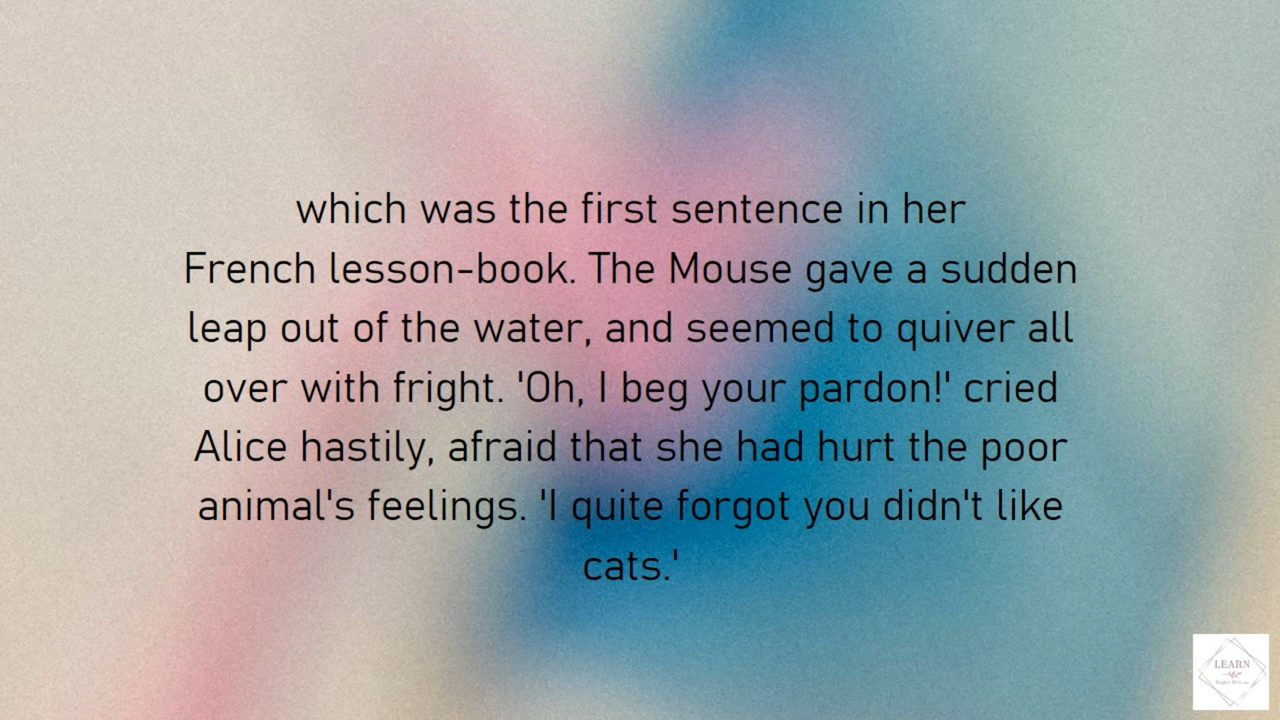 which was the first sentence in her
French lesson-book. The Mouse gave a sudden
leap out of the water, and seemed to quiver all
over with fright. 'Oh, I beg your pardon!' cried
Alice hastily, afraid that she had hurt the poor
animal's feelings. 'I quite forgot you didn't like
cats.'
LEARN